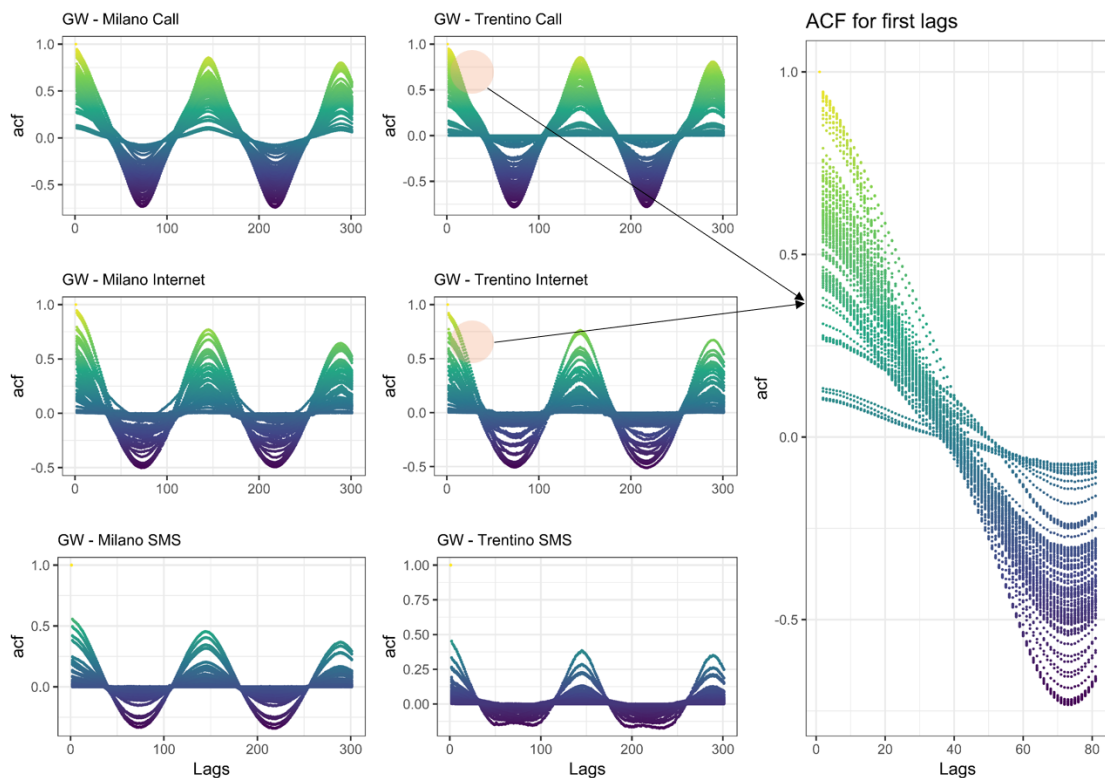 GW - Milano Call
1.0
0.5
0.0
-0.5
acf
0 100 200 300
GW - Trentino Call
1.0
0.5
0.0
-0.5
acf
0 100 200 300
GW - Milano Internet
1.0
0.5
0.0
-0.5
acf
0 100 200 300
GW - Trentino Internet
1.0
0.5
0.0
-0.5
acf
0 100 200 300
GW - Milano SMS
1.0
0.5
0.0
acf
0 100 200 300
Lags
GW - Trentino SMS
1.00
0.75
0.50
0.25
0.00
acf
0 100 200 300
Lags
ACF for first lags
1.0
0.5
0.0
-0.5
acf
0 20 40 60 80
Lags